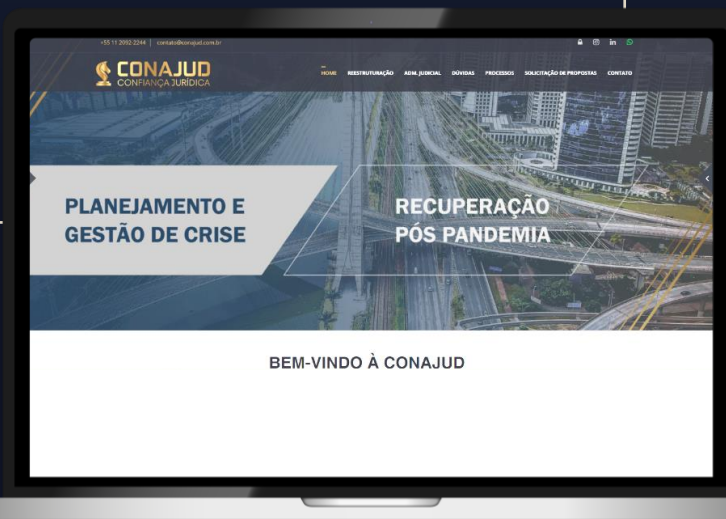 +55 11 2092-2244 | contato@conajud.com.br
CONAJUD
CONFIANÇA JURÍDICA
HOME REESTRUTURAÇÃO ADM. JUDICIAL DÚVIDAS PROCESSOS SOLICITAÇÃO DE PROPOSTAS CONTATO
PLANEJAMENTO E
GESTÃO DE CRISE
RECUPERAÇÃO
PÓS PANDEMIA
BEM-VINDO À CONAJUD